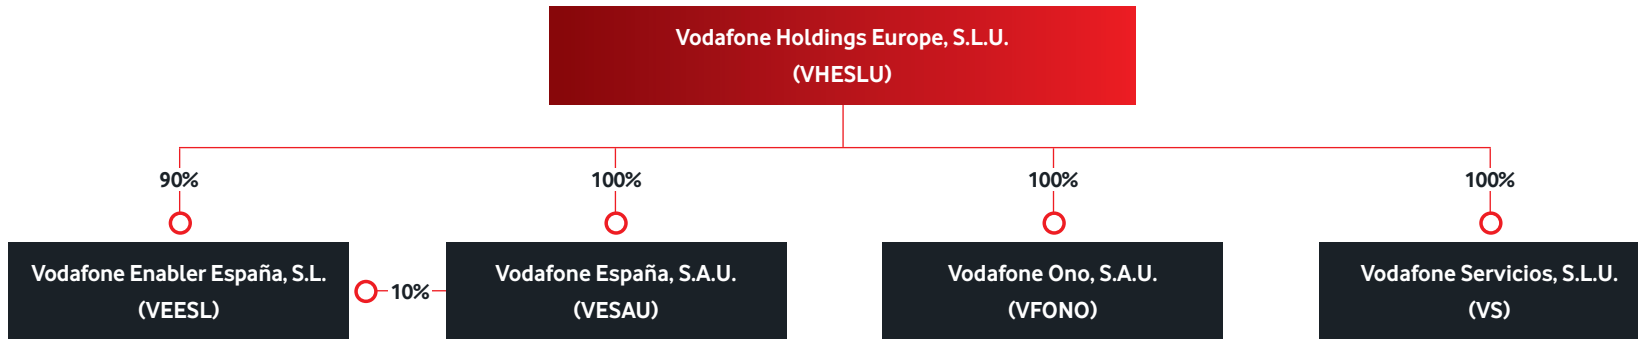 Vodafone Holdings Europe, S.L.U.
(VHESLU)
90%
100%
100%
100%
Vodafone Enabler España, S.L.
(VEESL)
10%
Vodafone España, S.A.U.
(VESAU)
Vodafone Ono, S.A.U.
(VFONO)
Vodafone Servicios, S.L.U.
(VS)